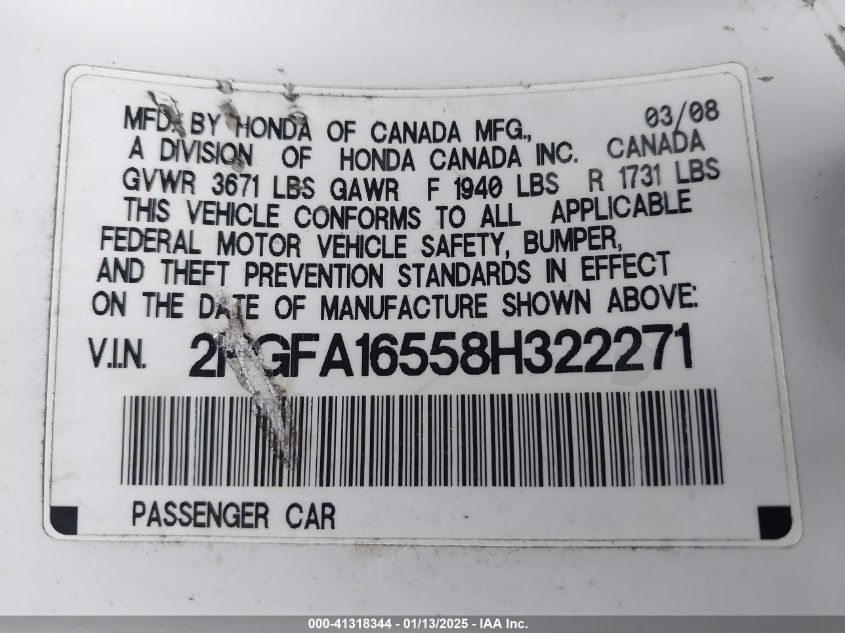 MFD. BY HONDA OF CANADA MFG., 03/08
A DIVISION OF HONDA CANADA INC. CANADA
GVWR 3671 LBS GAWR F 1940 LBS R 1731 LBS
THIS VEHICLE CONFORMS TO ALL APPLICABLE
FEDERAL MOTOR VEHICLE SAFETY, BUMPER,
AND THEFT PREVENTION STANDARDS IN EFFECT
ON THE DATE OF MANUFACTURE SHOWN ABOVE:
V.I.N. 2HGFA16558H322271
PASSENGER CAR
000-41318344 - 01/13/2025 - IAA Inc.